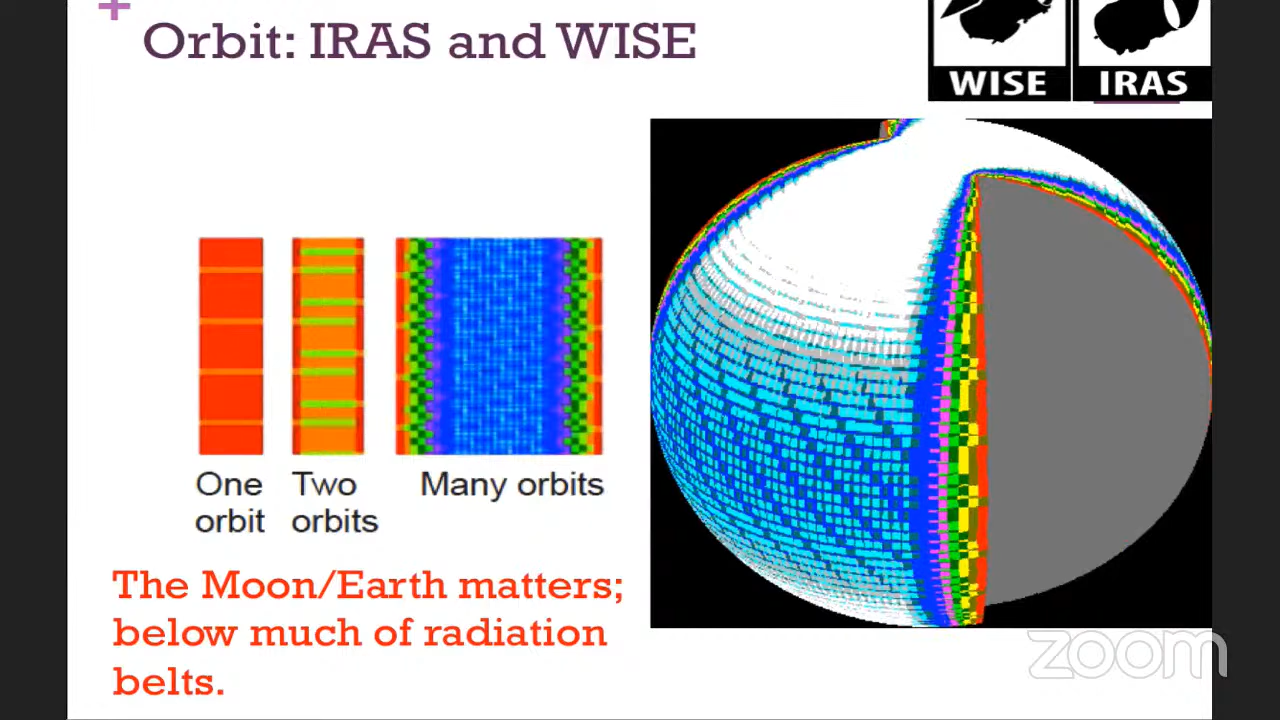 Orbit: IRAS and WISE
WISE
IRAS
One orbit
Two orbits
Many orbits
The Moon/Earth matters;
below much of radiation
belts.
zoom